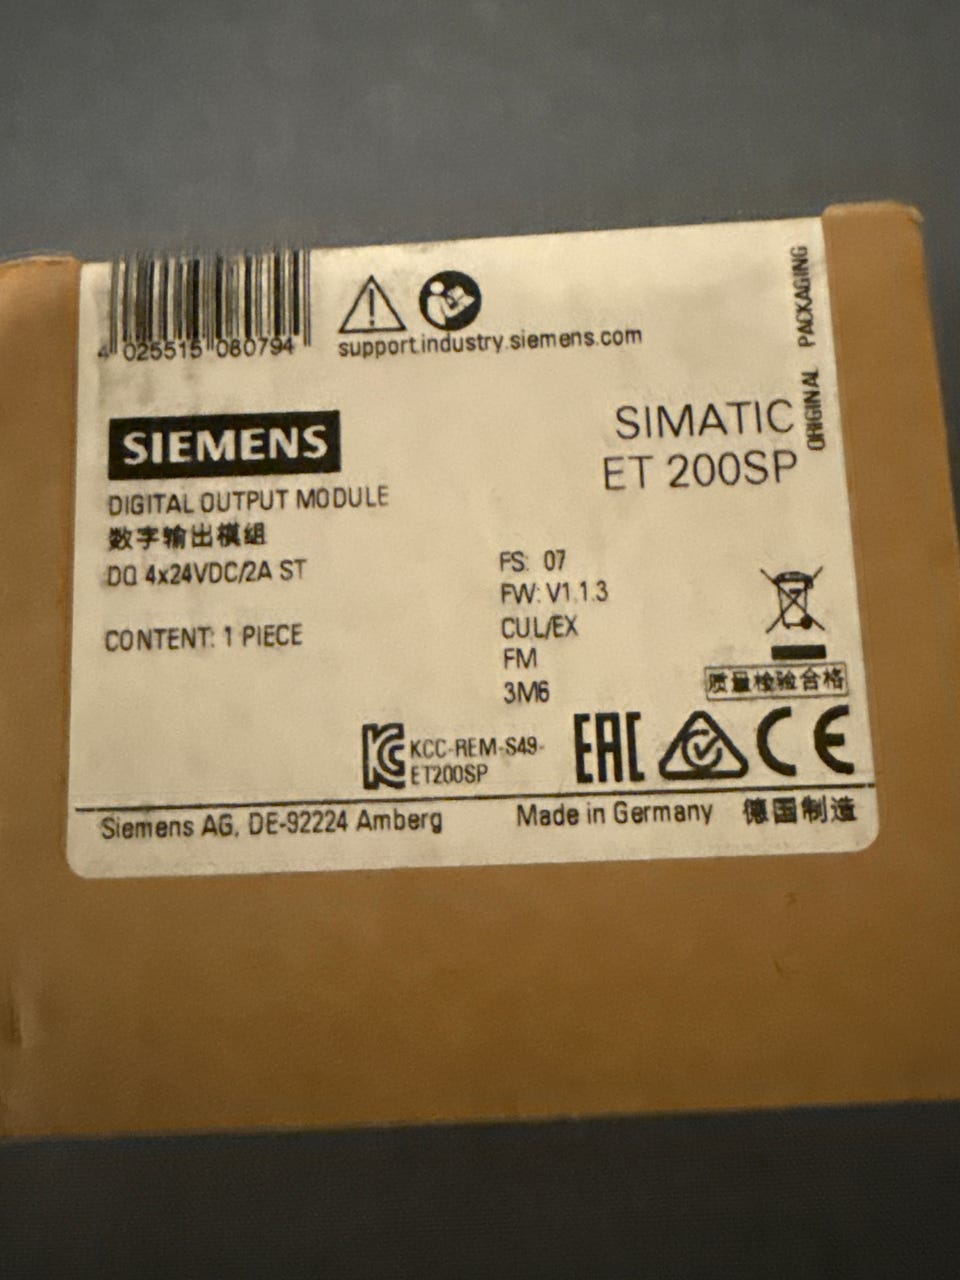 4 025515 080794
support.industry.siemens.com
ORIGINAL PACKAGING
SIEMENS
SIMATIC
ET 200SP
DIGITAL OUTPUT MODULE
数字输出模组
DQ 4x24VDC/2A ST
CONTENT: 1 PIECE
FS: 07
FW: V1.1.3
CUL/EX
FM
3M6
质量检验合格
KCC-REM-S49-
ET200SP
EAC
CE
Siemens AG, DE-92224 Amberg
Made in Germany
德国制造